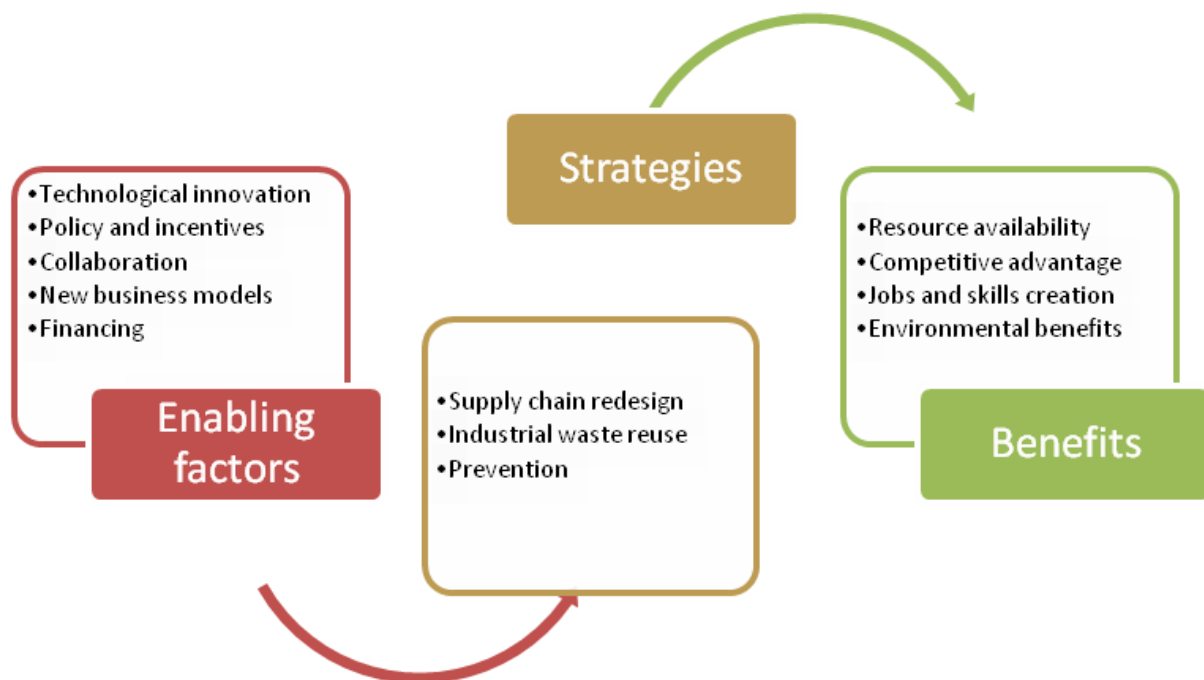 •Technological innovation
•Policy and incentives
•Collaboration
•New business models
•Financing
Enabling
factors
Strategies
•Supply chain redesign
•Industrial waste reuse
•Prevention
•Resource availability
•Competitive advantage
•Jobs and skills creation
•Environmental benefits
Benefits